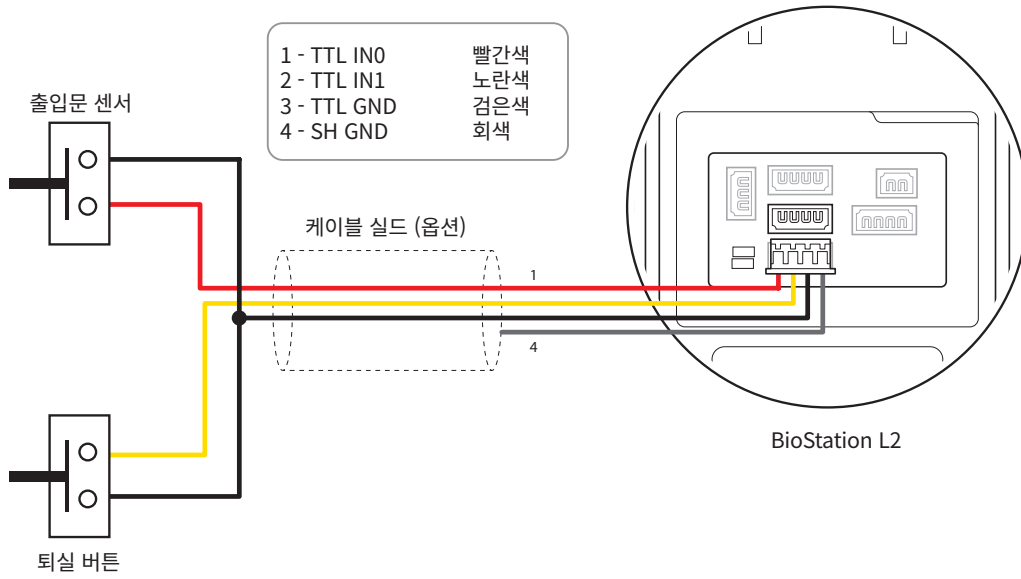 1 - TTL IN0 빨간색
2 - TTL IN1 노란색
3 - TTL GND 검은색
4 - SH GND 회색
출입문 센서
케이블 실드 (옵션)
1
4
BioStation L2
퇴실 버튼